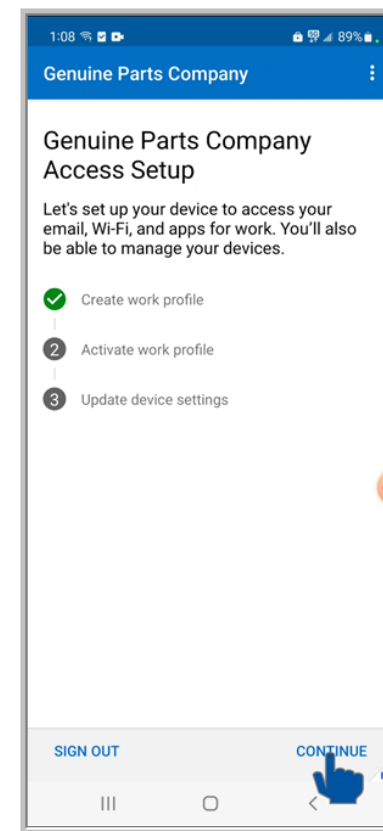 1:08 89%
Genuine Parts Company
Genuine Parts Company
Access Setup
Let's set up your device to access your
email, Wi-Fi, and apps for work. You'll also
be able to manage your devices.
Create work profile
2 Activate work profile
3 Update device settings
SIGN OUT CONTINUE